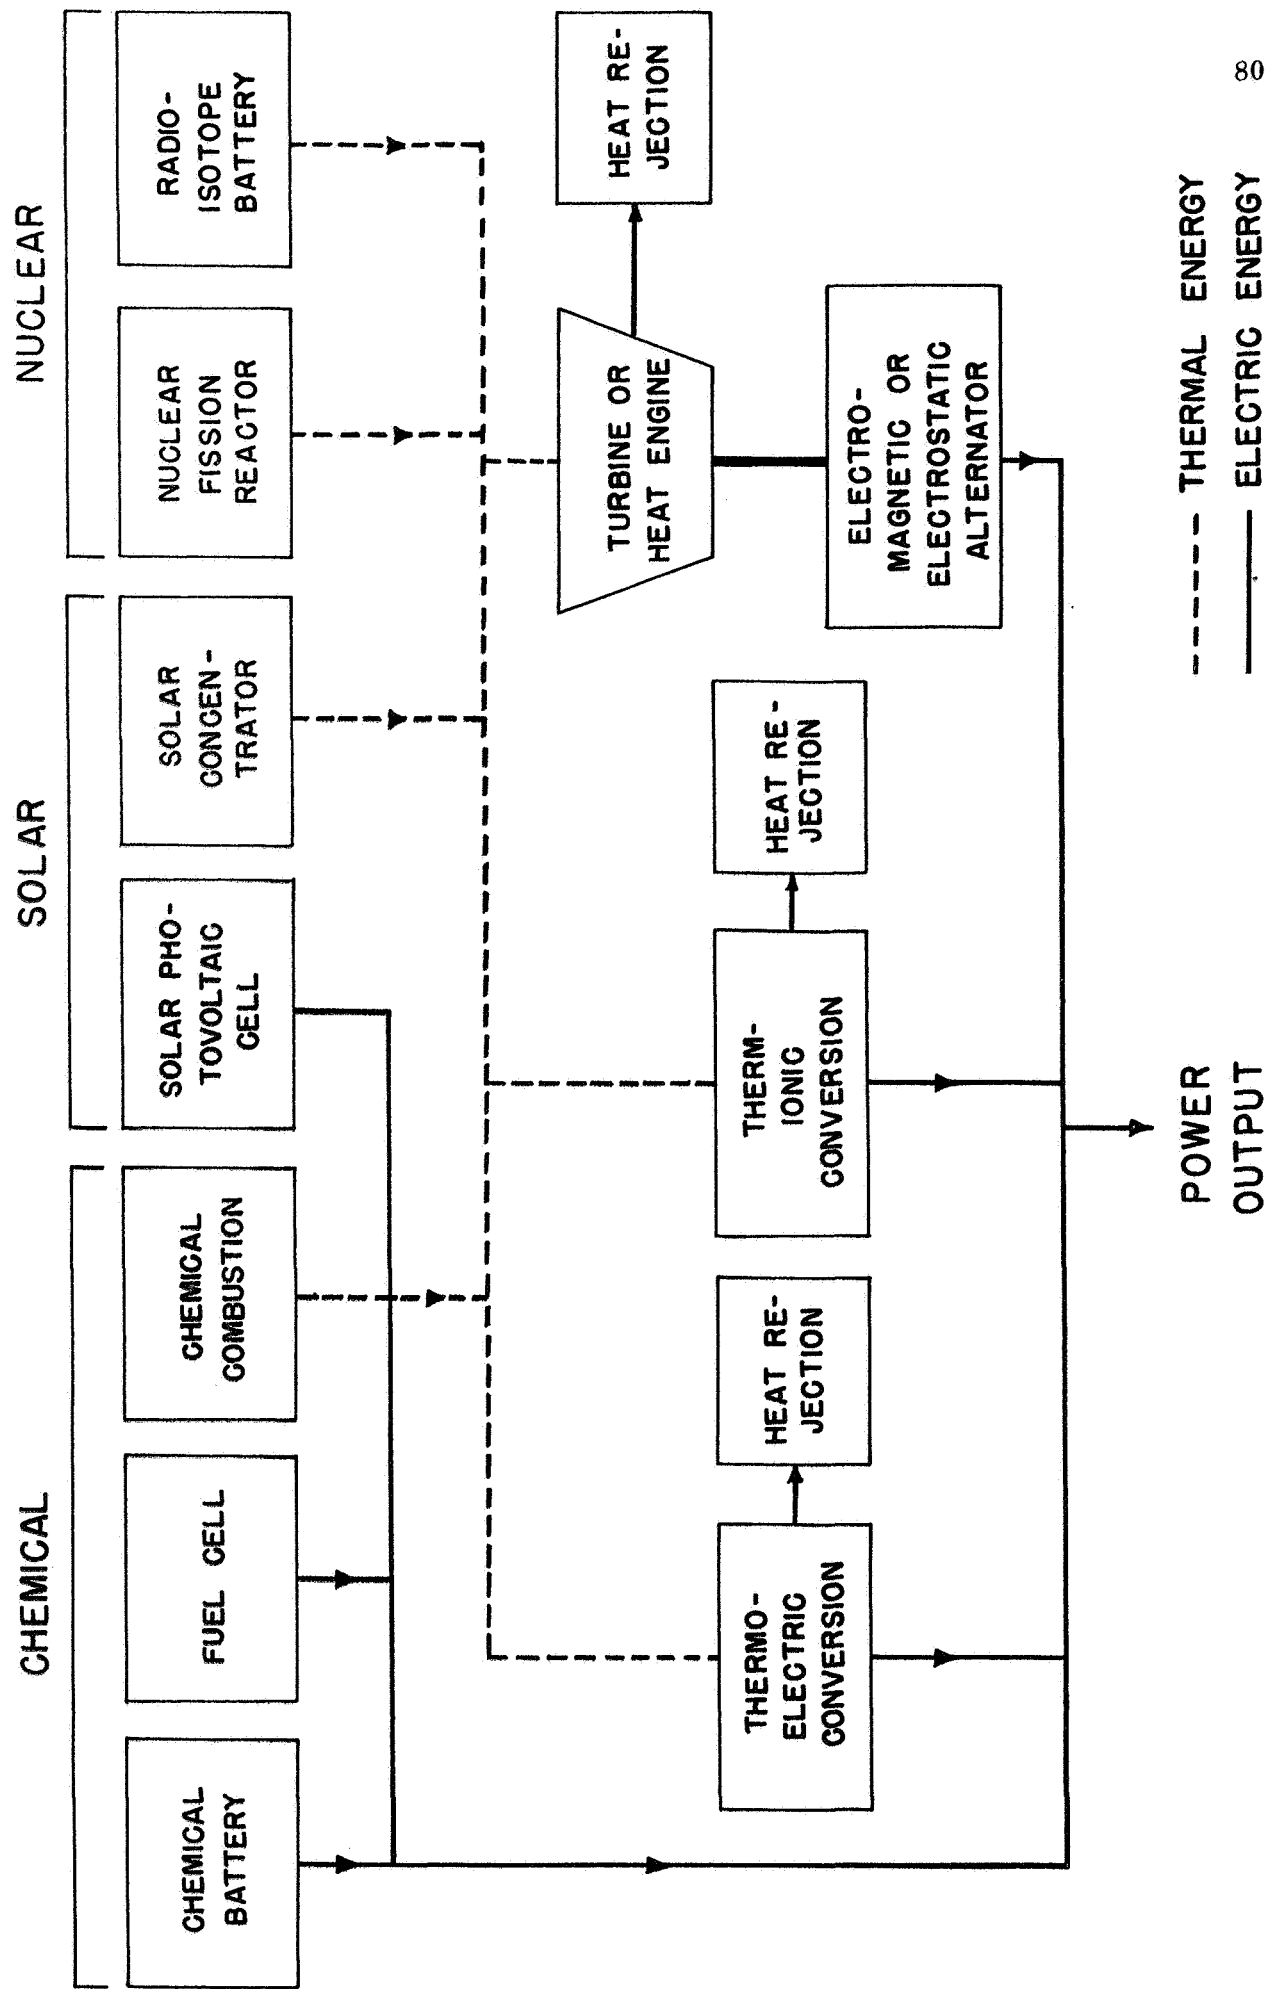 CHEMICAL
SOLAR
NUCLEAR
CHEMICAL
BATTERY
FUEL CELL
CHEMICAL
COMBUSTION
SOLAR PHO-
TOVOLTAIC
CELL
SOLAR
CONCEN-
TRATOR
NUCLEAR
FISSION
REACTOR
RADIO-
ISOTOPE
BATTERY
THERMO-
ELECTRIC
CONVERSION
HEAT RE-
JECTION
THERM-
IONIC
CONVERSION
HEAT RE-
JECTION
TURBINE OR
HEAT ENGINE
HEAT RE-
JECTION
ELECTRO-
MAGNETIC OR
ELECTROSTATIC
ALTERNATOR
POWER
OUTPUT
THERMAL ENERGY
ELECTRIC ENERGY
80